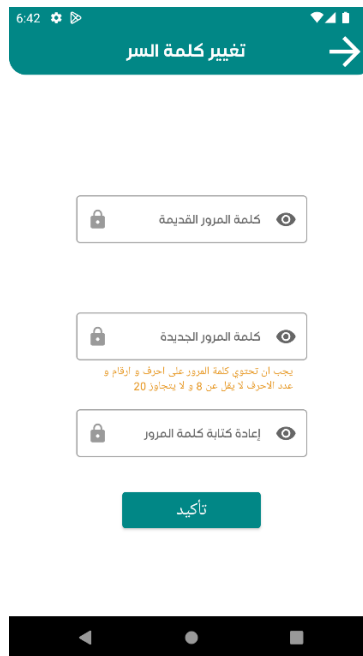 6:42
تغيير كلمة السر
كلمة المرور القديمة
كلمة المرور الجديدة
يجب ان تحتوي كلمة المرور على احرف و ارقام و
عدد الاحرف لا يقل عن 8 و لا يتجاوز 20
إعادة كتابة كلمة المرور
تأكيد